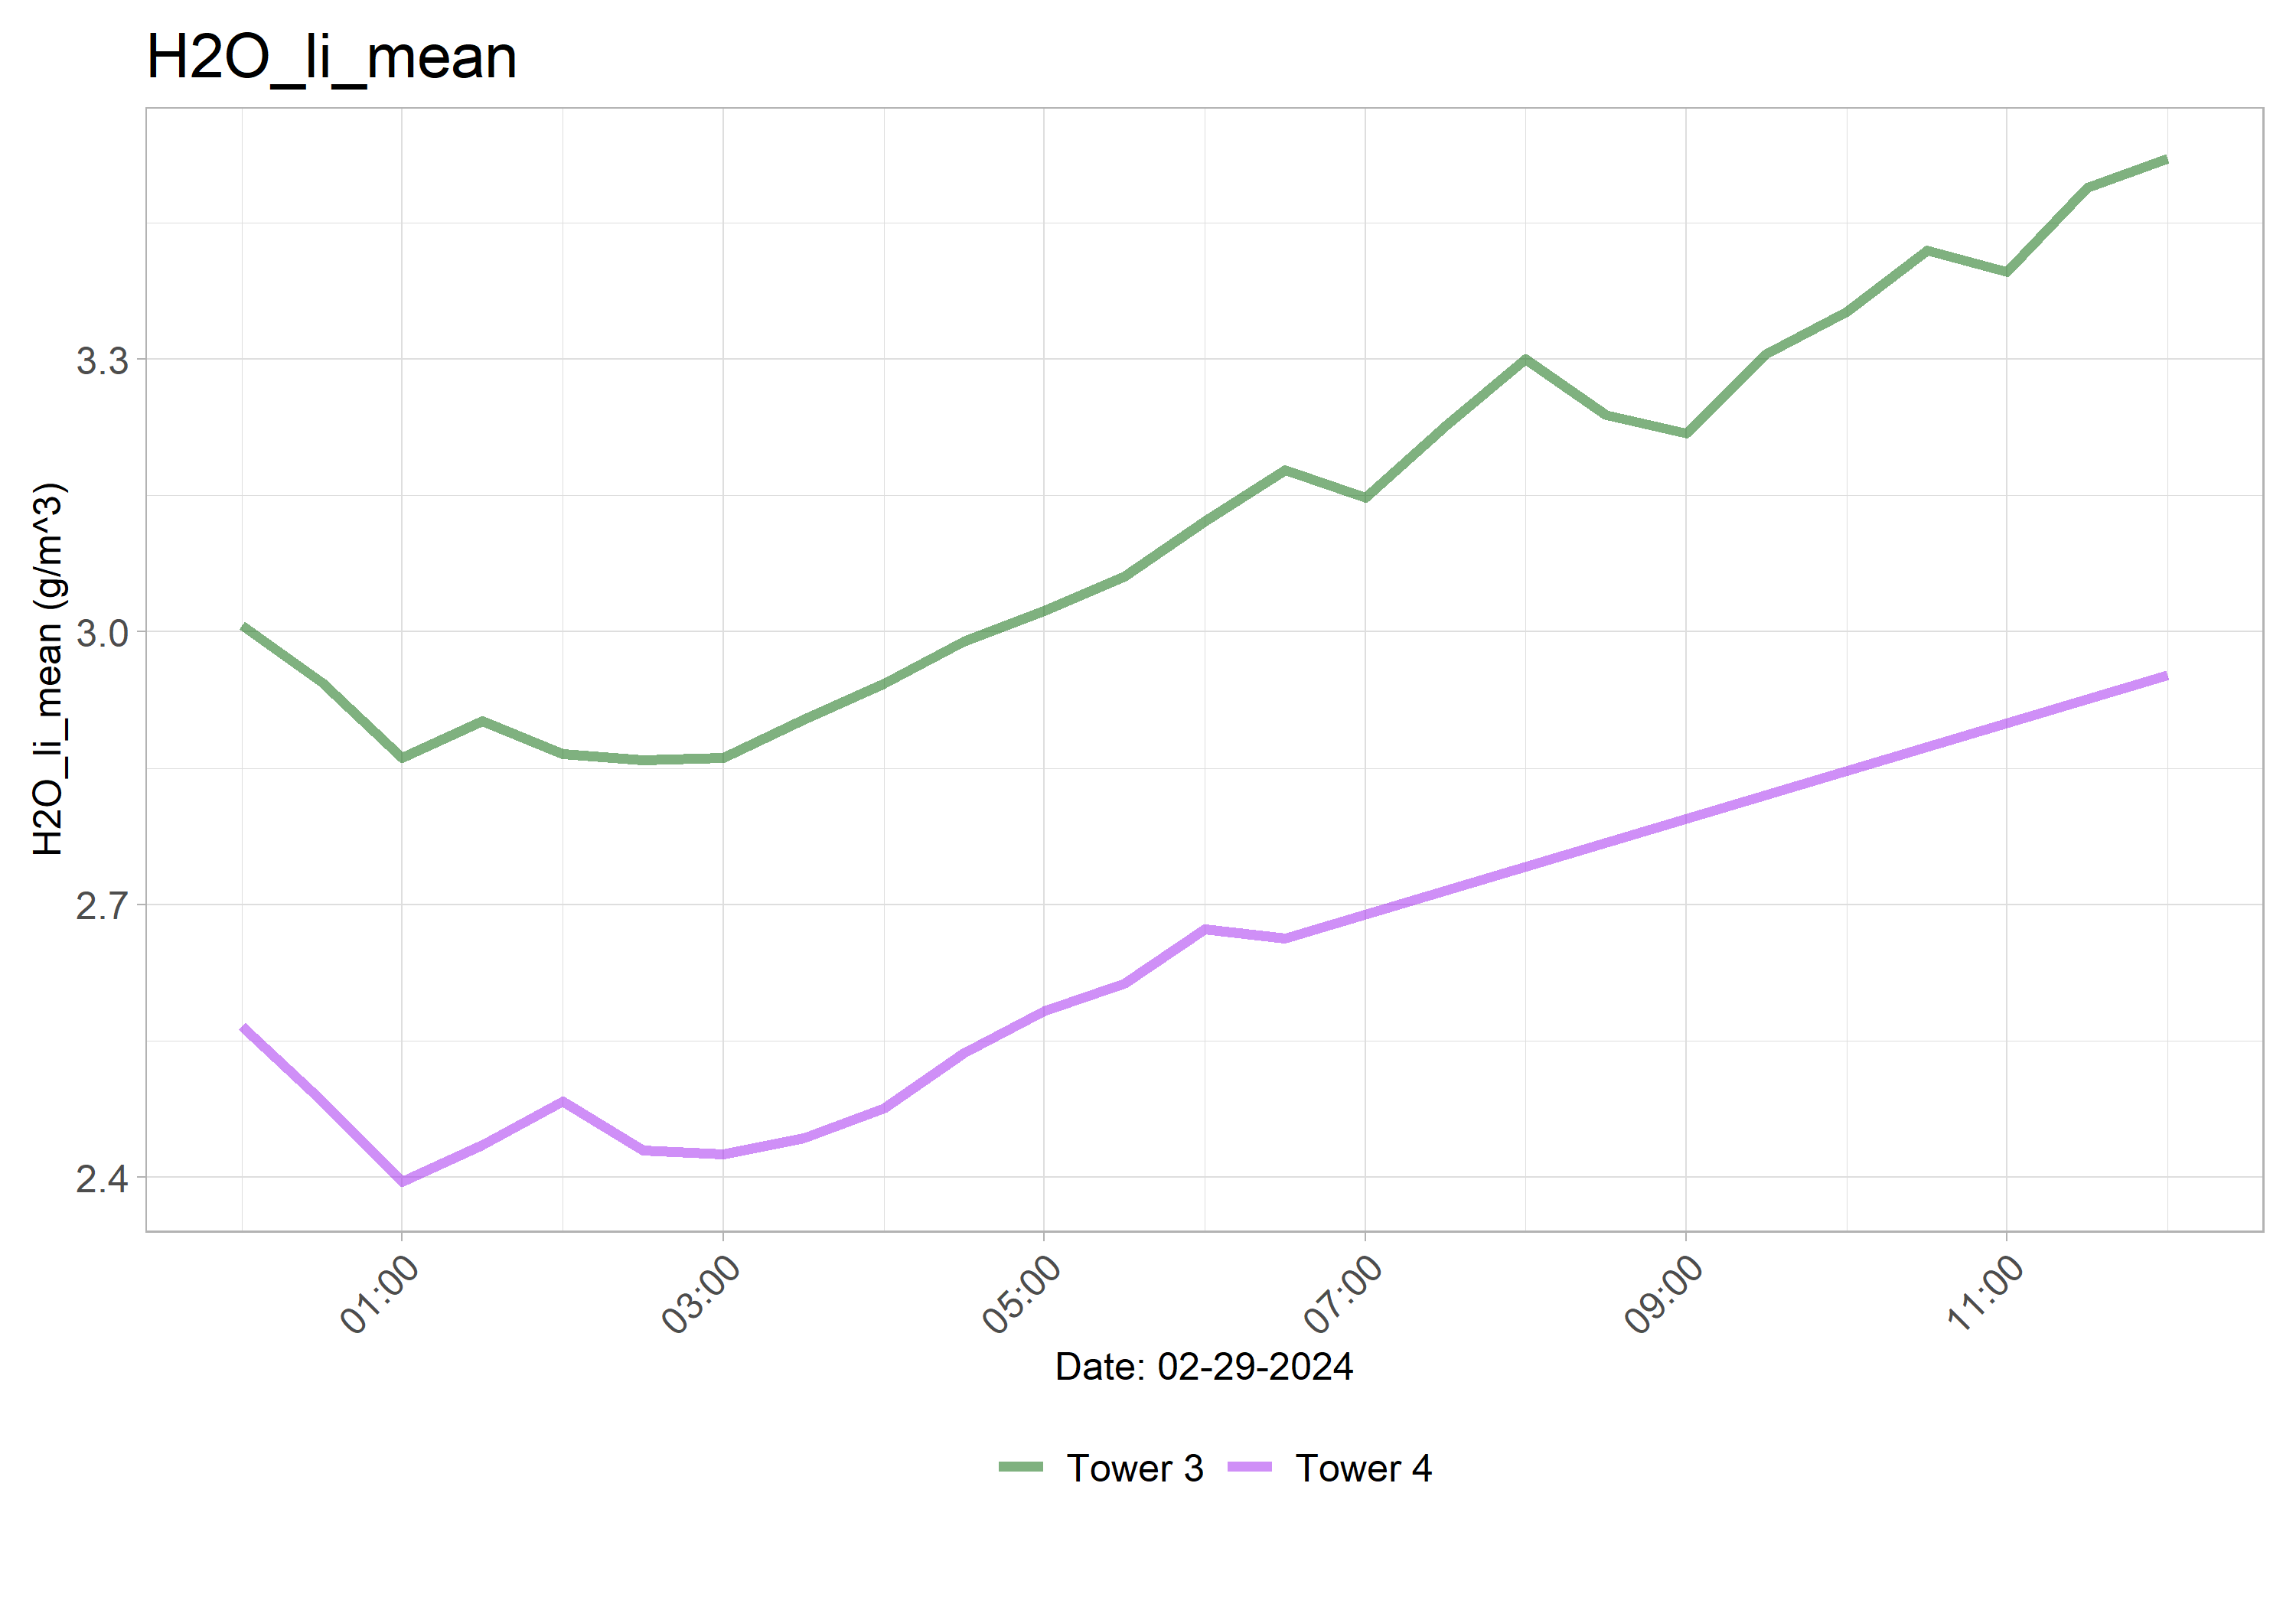 H2O_li_mean
H2O_li_mean (g/m^3)
3.3
3.0
2.7
2.4
01:00 03:00 05:00 07:00 09:00 11:00
Date: 02-29-2024
Tower 3 Tower 4